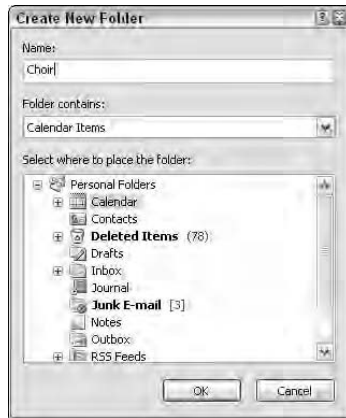 Create New Folder
Name:
Choir
Folder contains:
Calendar Items
Select where to place the folder:
Personal Folders
Calendar
Contacts
Deleted Items (78)
Drafts
Inbox
Journal
Junk E-mail [3]
Notes
Outbox
RSS Feeds
OK Cancel